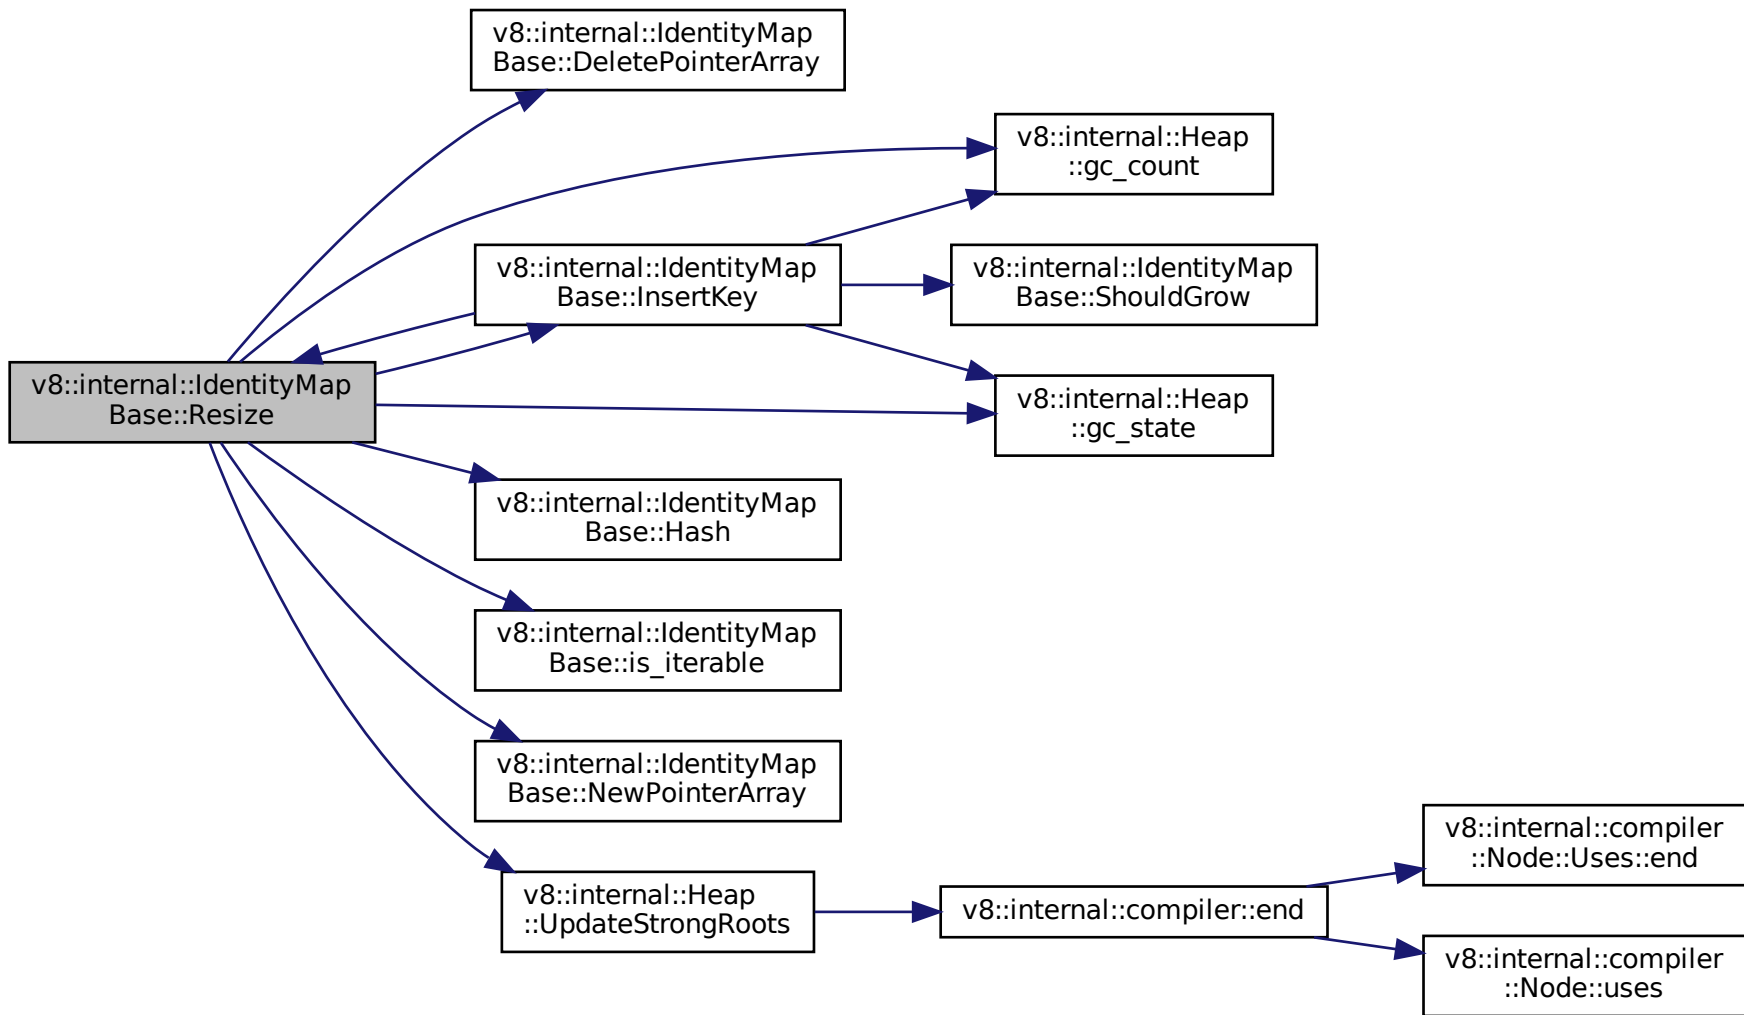 v8::internal::IdentityMap
Base::DeletePointerArray
v8::internal::Heap
::gc_count
v8::internal::IdentityMap
Base::InsertKey
v8::internal::IdentityMap
Base::ShouldGrow
v8::internal::IdentityMap
Base::Resize
v8::internal::Heap
::gc_state
v8::internal::IdentityMap
Base::Hash
v8::internal::IdentityMap
Base::is_iterable
v8::internal::IdentityMap
Base::NewPointerArray
v8::internal::Heap
::UpdateStrongRoots
v8::internal::compiler::end
v8::internal::compiler
::Node::Uses::end
v8::internal::compiler
::Node::uses